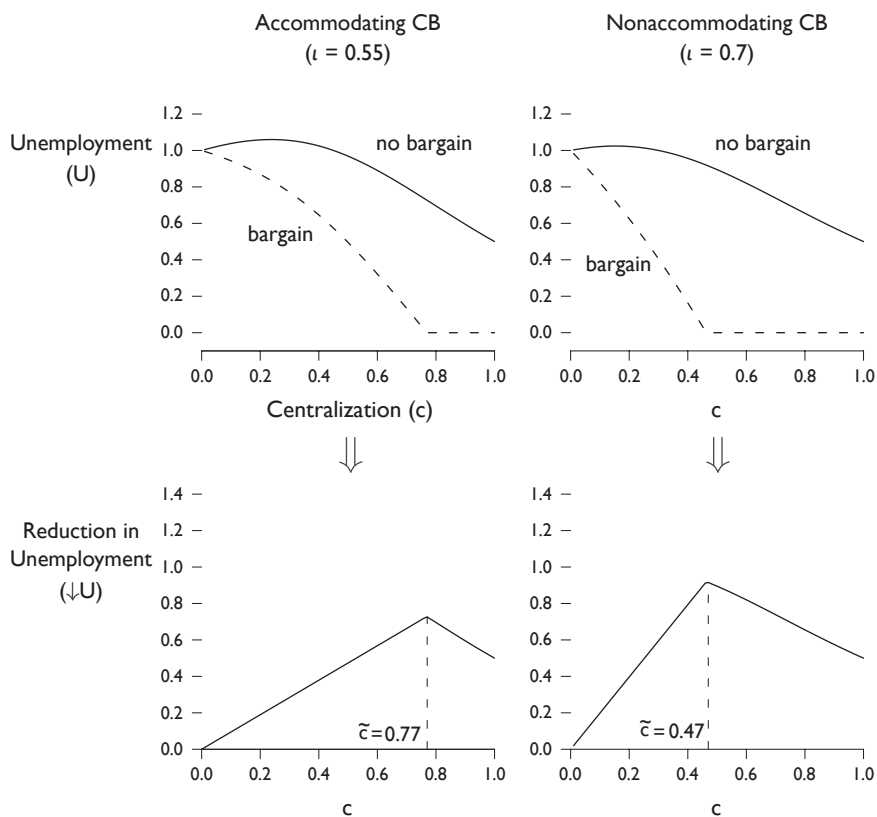 Accommodating CB
(ι = 0.55)
Nonaccommodating CB
(ι = 0.7)
Unemployment
(U)
1.2
1.0
0.8
0.6
0.4
0.2
0.0
no bargain
bargain
0.0 0.2 0.4 0.6 0.8 1.0
Centralization (c)
1.2
1.0
0.8
0.6
0.4
0.2
0.0
no bargain
bargain
0.0 0.2 0.4 0.6 0.8 1.0
c
⇓
⇓
Reduction in
Unemployment
(↓U)
1.4
1.2
1.0
0.8
0.6
0.4
0.2
0.0
c̃ = 0.77
0.0 0.2 0.4 0.6 0.8 1.0
c
1.4
1.2
1.0
0.8
0.6
0.4
0.2
0.0
c̃ = 0.47
0.0 0.2 0.4 0.6 0.8 1.0
c